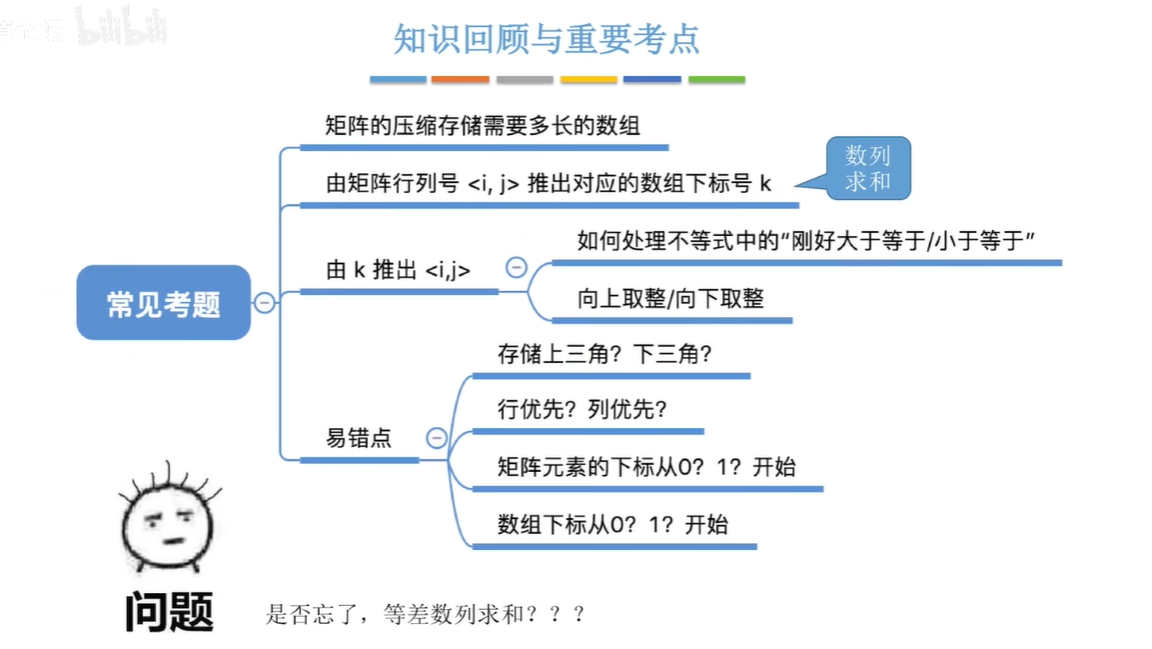 bilibili
知识回顾与重要考点
矩阵的压缩存储需要多长的数组
由矩阵行列号 <i, j> 推出对应的数组下标号 k
数列
求和
由 k 推出 <i,j>
如何处理不等式中的“刚好大于等于/小于等于”
向上取整/向下取整
常见考题
易错点
存储上三角？下三角？
行优先？列优先？
矩阵元素的下标从0？1？开始
数组下标从0？1？开始
问题
是否忘了，等差数列求和？？？